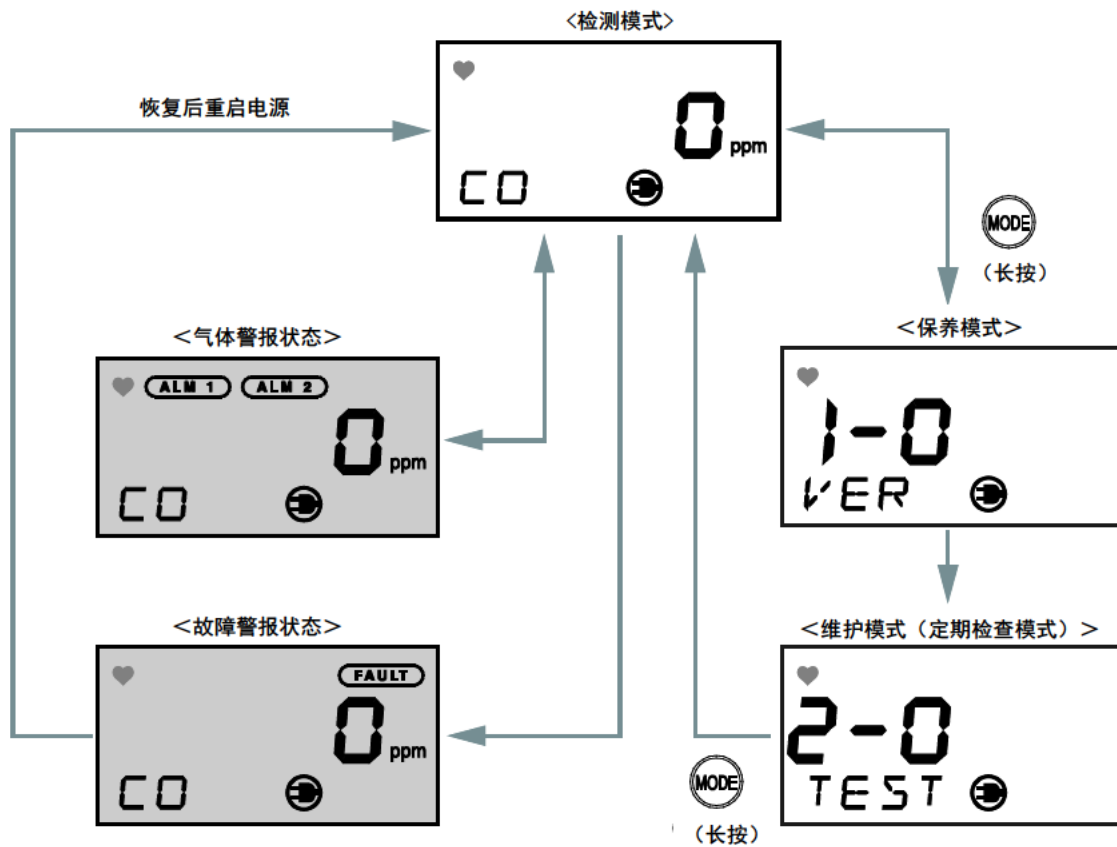 <检测模式>
恢复后重启电源
0 ppm
CO
MODE
（长按）
<气体警报状态>
ALM 1 ALM 2
0 ppm
CO
<保养模式>
1-0
VER
<故障警报状态>
FAULT
0 ppm
CO
<维护模式（定期检查模式）>
2-0
TEST
MODE
（长按）